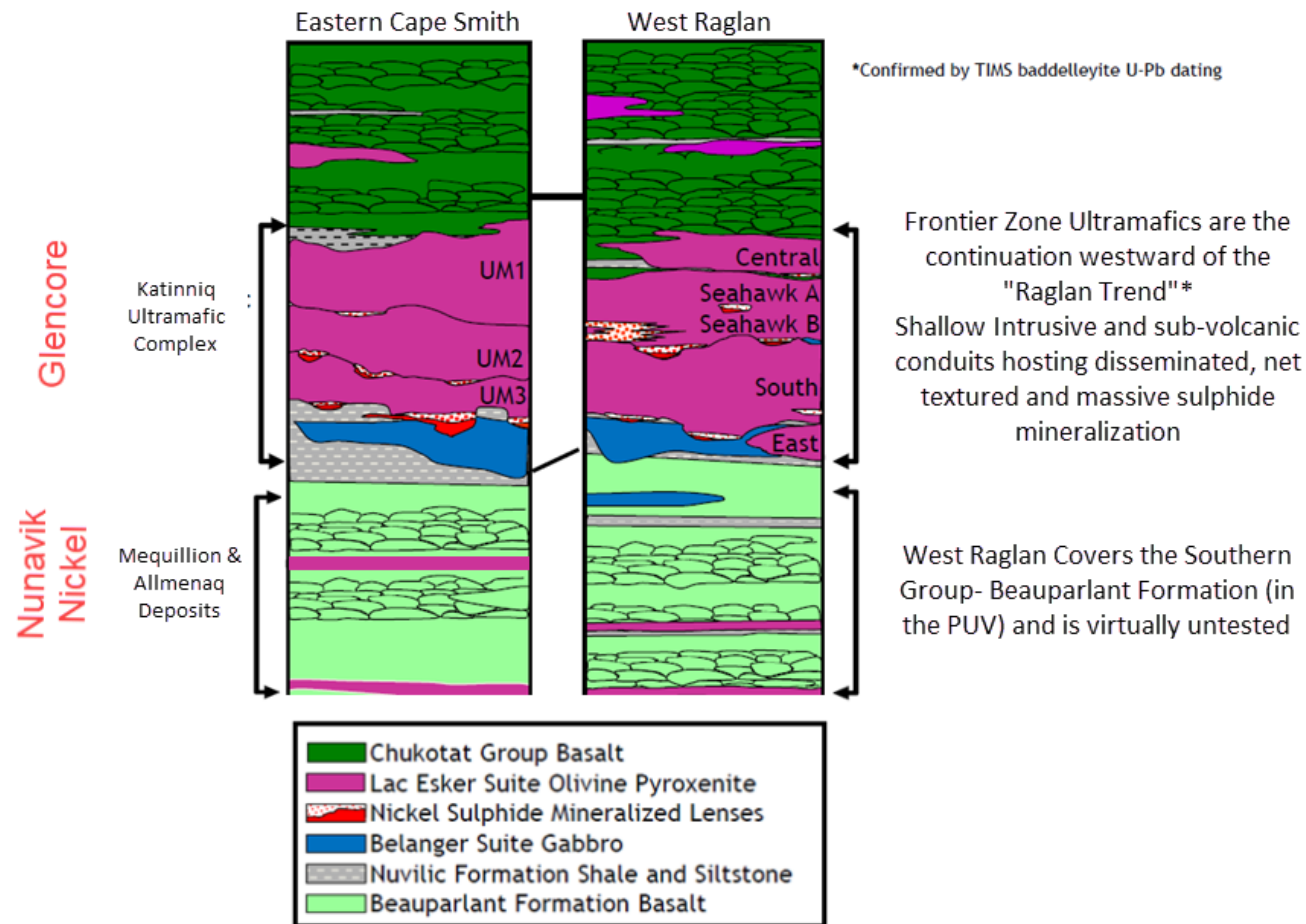 Eastern Cape Smith
West Raglan
*Confirmed by TIMS baddelleyite U-Pb dating
Glencore
Katinniq
Ultramafic
Complex
:
UM1
UM2
UM3
Central
Seahawk A
Seahawk B
South
East
Frontier Zone Ultramafics are the
continuation westward of the
"Raglan Trend"*
Shallow Intrusive and sub-volcanic
conduits hosting disseminated, net
textured and massive sulphide
mineralization
Nunavik
Nickel
Mequillion &
Allmenaq
Deposits
West Raglan Covers the Southern
Group- Beauparlant Formation (in
the PUV) and is virtually untested
Chukotat Group Basalt
Lac Esker Suite Olivine Pyroxenite
Nickel Sulphide Mineralized Lenses
Belanger Suite Gabbro
Nuvilic Formation Shale and Siltstone
Beauparlant Formation Basalt